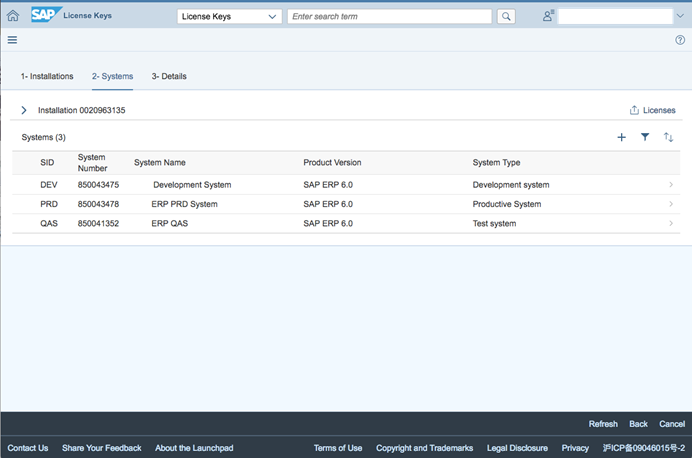 SAP License Keys License Keys Enter search term
1- Installations 2- Systems 3- Details
Installation 0020963135 Licenses
Systems (3)
SID System Number System Name Product Version System Type
DEV 850043475 Development System SAP ERP 6.0 Development system
PRD 850043478 ERP PRD System SAP ERP 6.0 Productive System
QAS 850041352 ERP QAS SAP ERP 6.0 Test system
Refresh Back Cancel
Contact Us Share Your Feedback About the Launchpad Terms of Use Copyright and Trademarks Legal Disclosure Privacy 沪ICP备09046015号-2